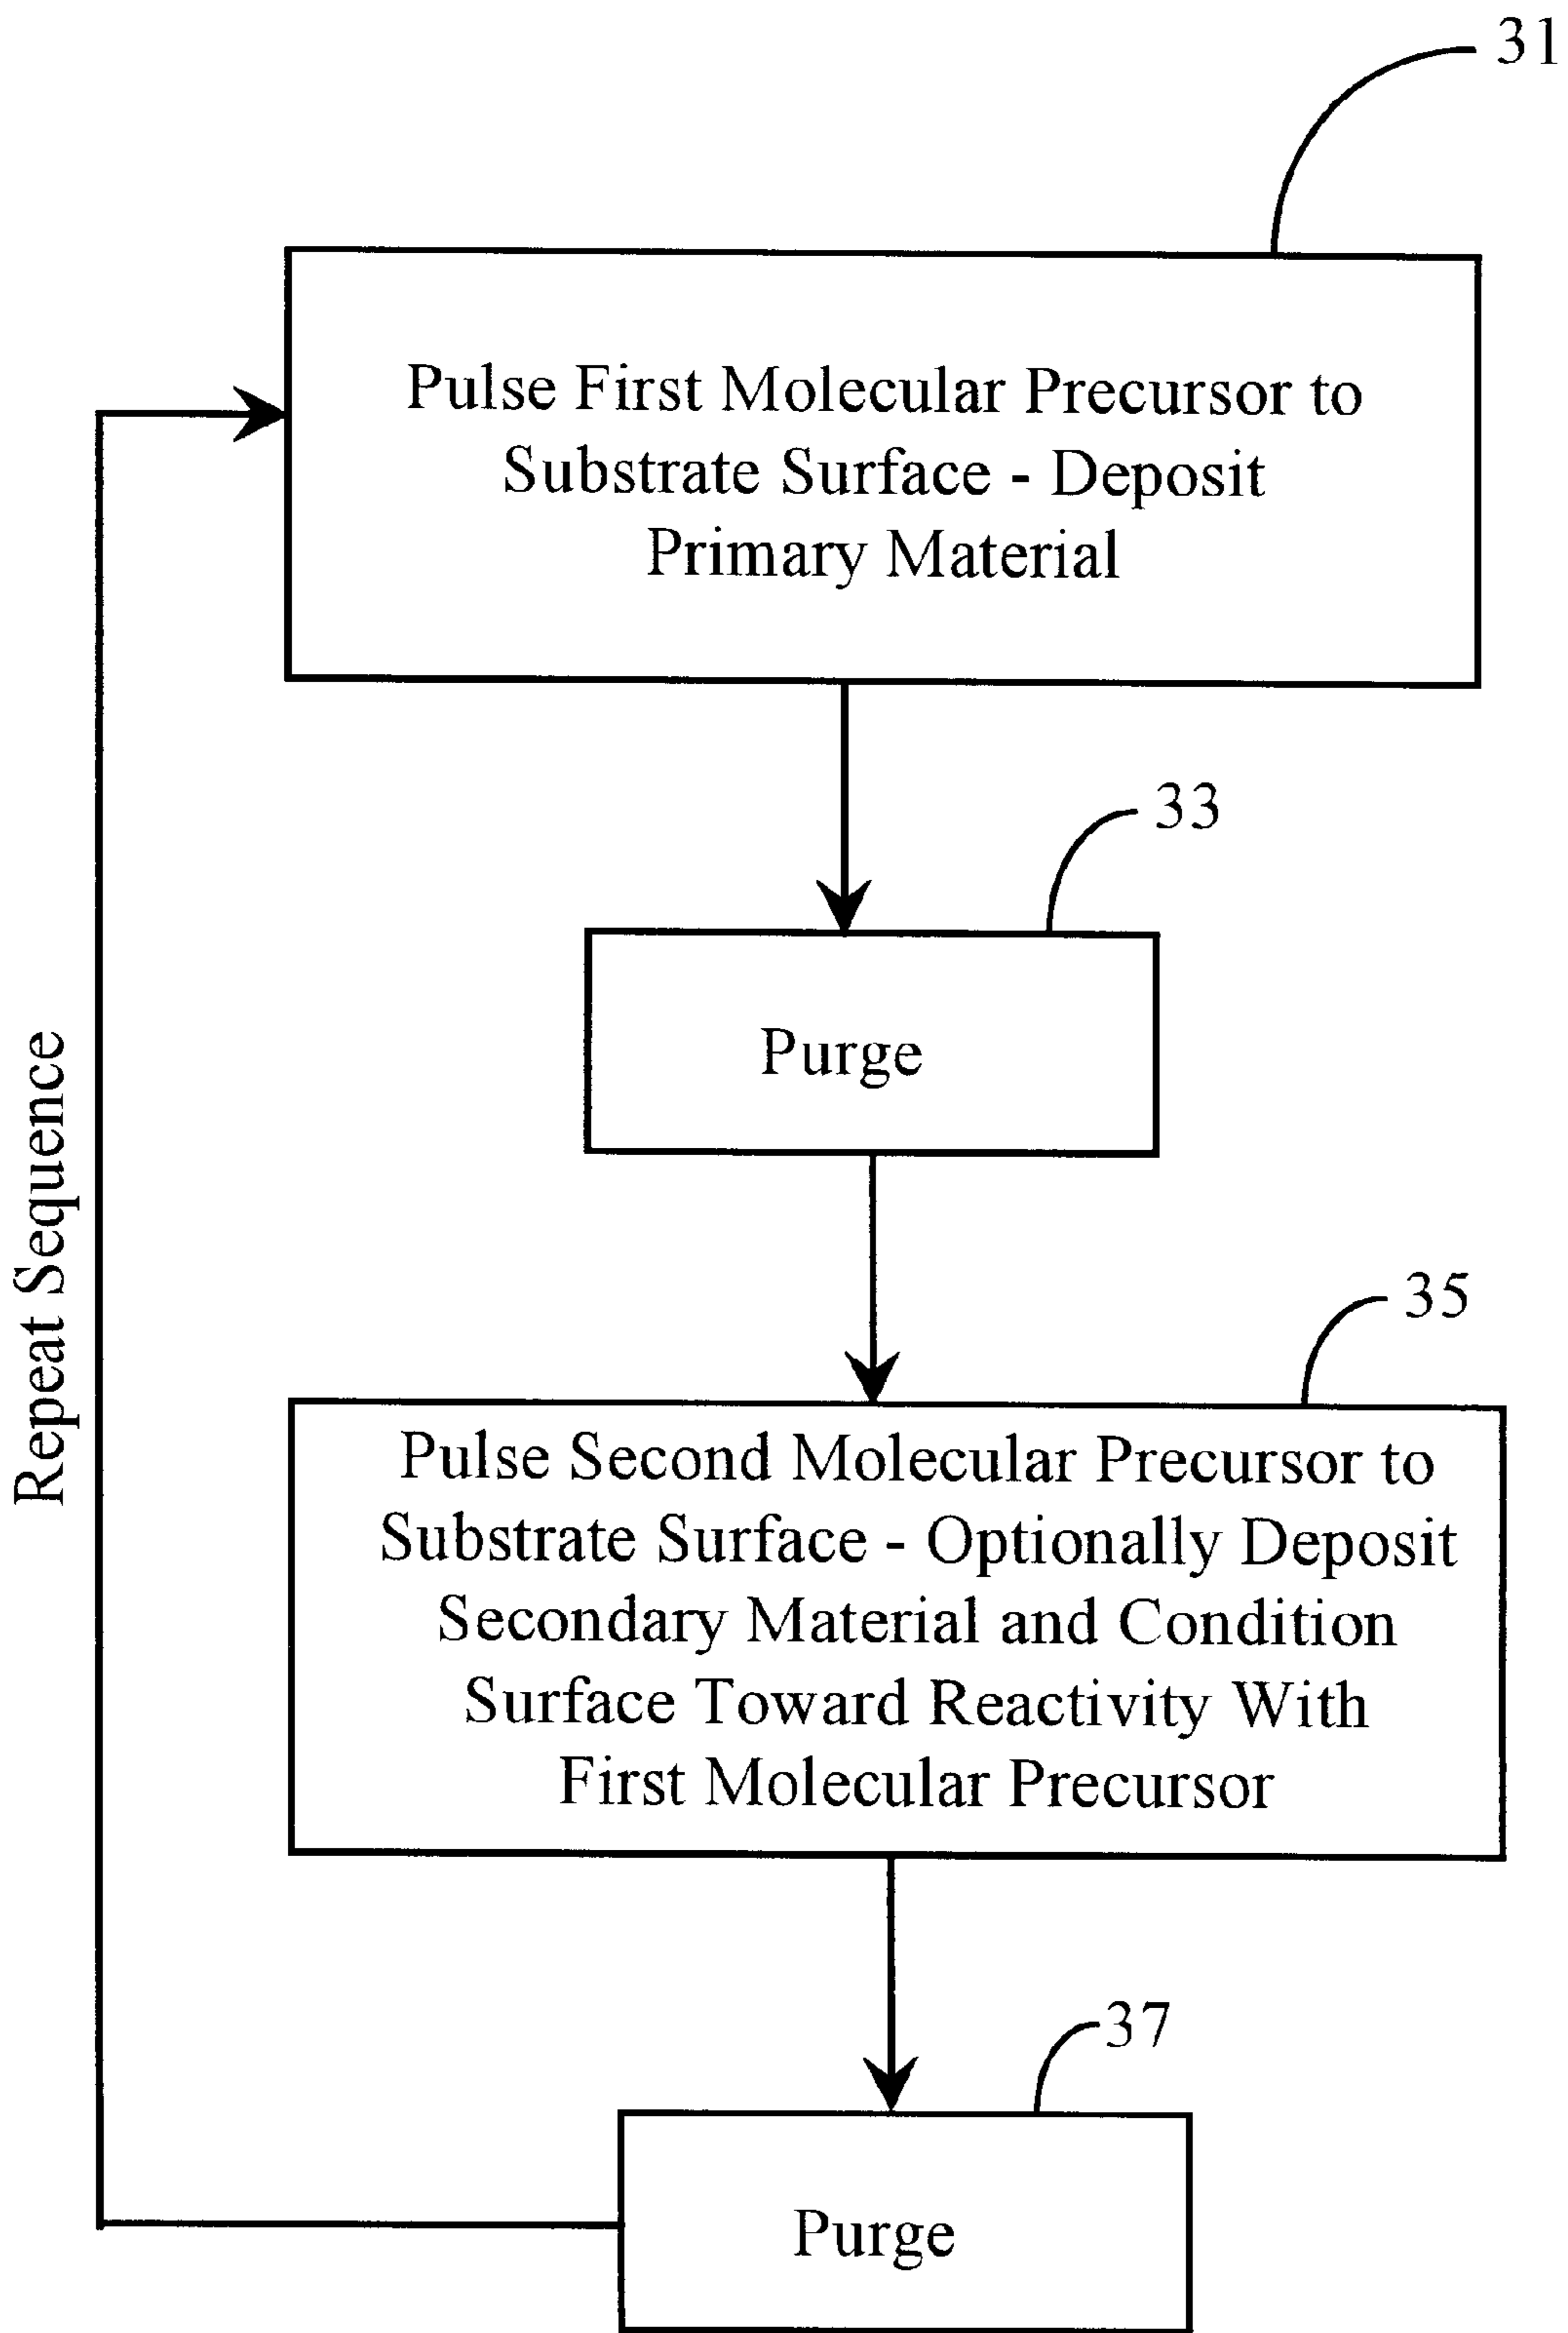 31
Pulse First Molecular Precursor to
Substrate Surface - Deposit
Primary Material
33
Purge
Repeat Sequence
35
Pulse Second Molecular Precursor to
Substrate Surface - Optionally Deposit
Secondary Material and Condition
Surface Toward Reactivity With
First Molecular Precursor
37
Purge